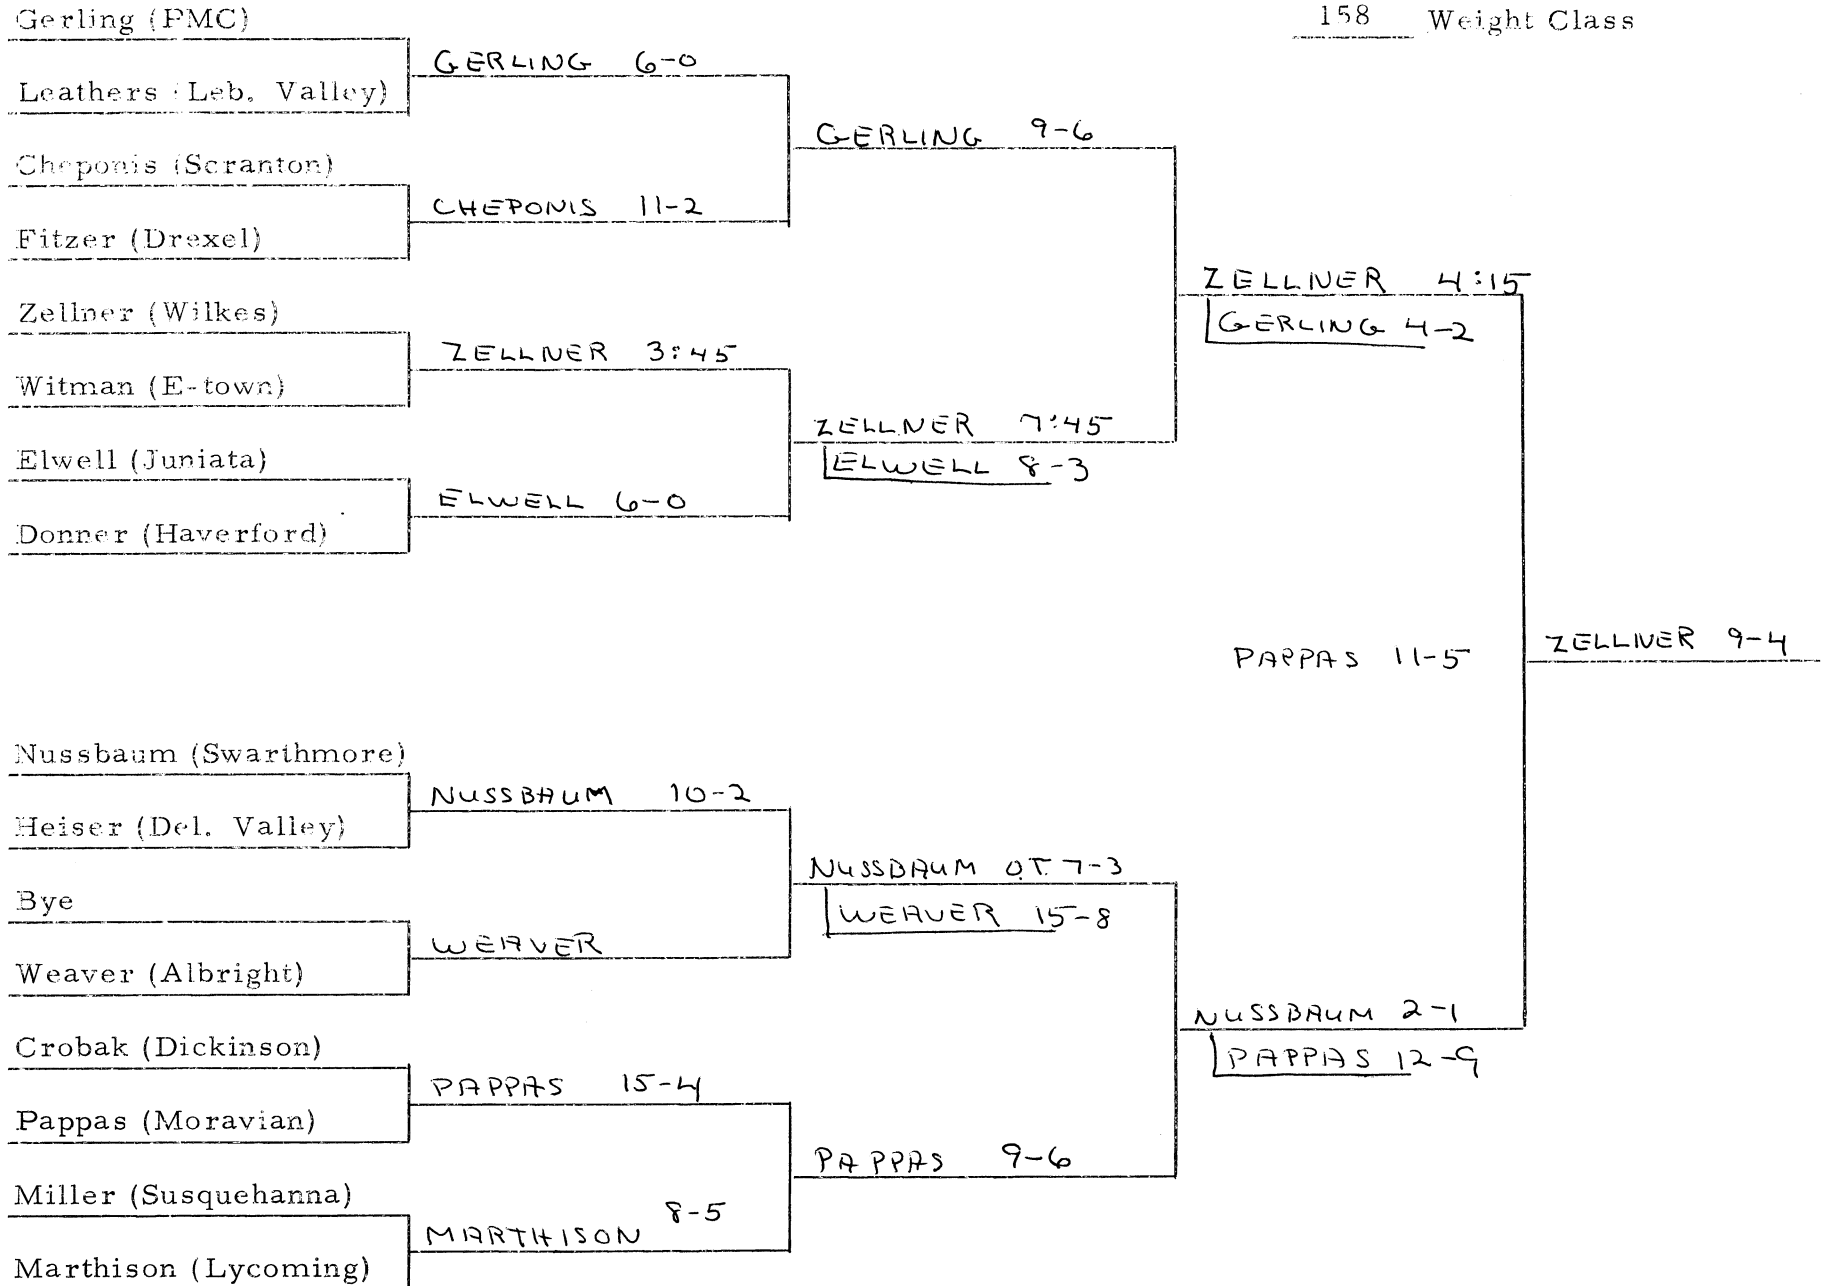 Gerling (PMC)
158 Weight Class
GERLING 6-0
Leathers (Leb. Valley)
GERLING 9-6
Cheponis (Scranton)
CHEPONIS 11-2
Fitzer (Drexel)
ZELLNER 4:15
Zellner (Wilkes)
GERLING 4-2
ZELLNER 3:45
Witman (E-town)
ZELLNER 7:45
Elwell (Juniata)
ELWELL 8-3
ELWELL 6-0
Donner (Haverford)
ZELLNER 9-4
PAPPAS 11-5
Nussbaum (Swarthmore)
NUSSBAUM 10-2
Heiser (Del. Valley)
NUSSBAUM O.T. 7-3
Bye
WEAVER 15-8
WEAVER
Weaver (Albright)
NUSSBAUM 2-1
Crobak (Dickinson)
PAPPAS 12-9
PAPPAS 15-4
Pappas (Moravian)
PAPPAS 9-6
Miller (Susquehanna)
MARTHISON 8-5
Marthison (Lycoming)